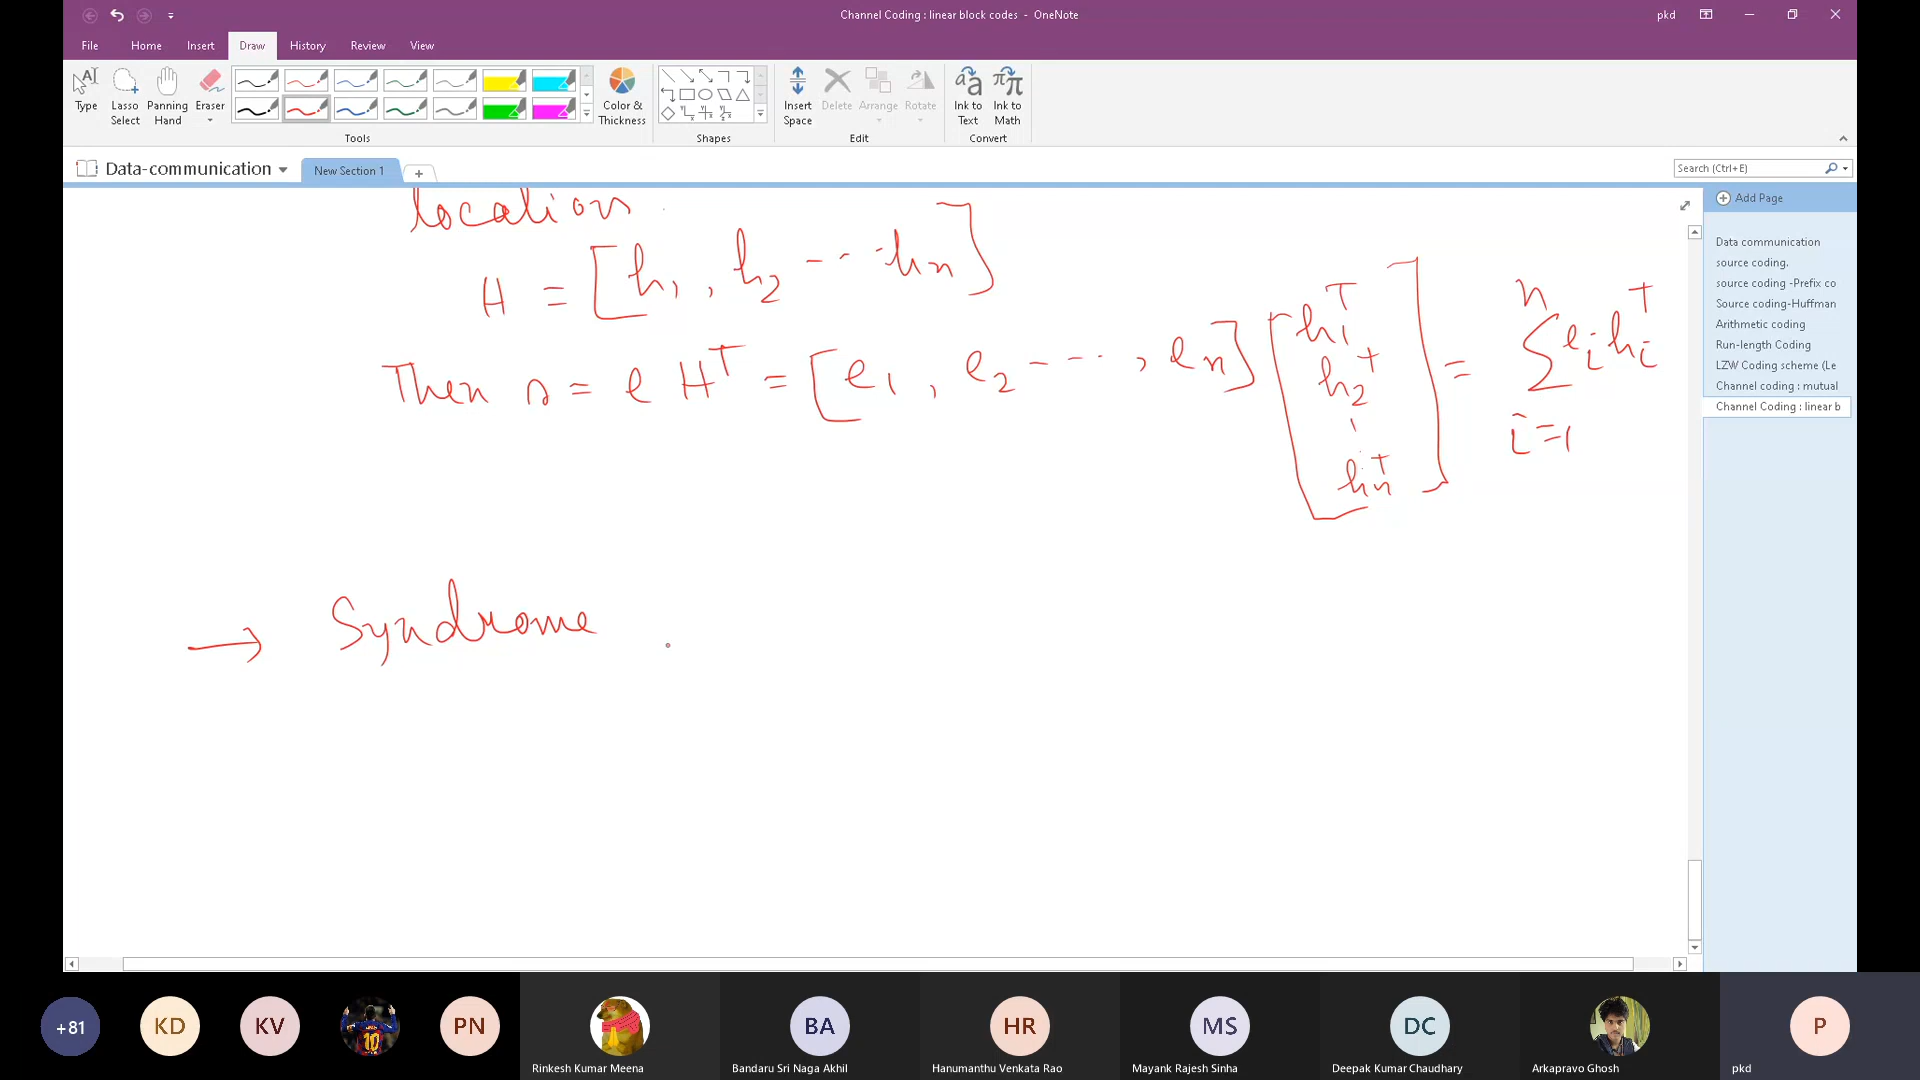 Channel Coding : linear block codes - OneNote
pkd
File Home Insert Draw History Review View
Type
Lasso Select
Panning Hand
Eraser
Color & Thickness
Insert Space
Delete
Arrange
Rotate
Ink to Text
Ink to Math
Tools
Shapes
Edit
Convert
Data-communication
New Section 1
Search (Ctrl+E)
location.
H = [h1, h2 --- hn]
Then s = e H^T = [e1, e2 ---, en] [h1^T h2^T ⋮ hn^T] = n∑i=1 ei hi^T
→ Syndrome
Add Page
Data communication
source coding.
source coding -Prefix co
Source coding-Huffman
Arithmetic coding
Run-length Coding
LZW Coding scheme (Le
Channel coding : mutual
Channel Coding : linear b
+81
KD
KV
10
PN
BA
HR
MS
DC
P
Rinkesh Kumar Meena
Bandaru Sri Naga Akhil
Hanumanthu Venkata Rao
Mayank Rajesh Sinha
Deepak Kumar Chaudhary
Arkapravo Ghosh
pkd